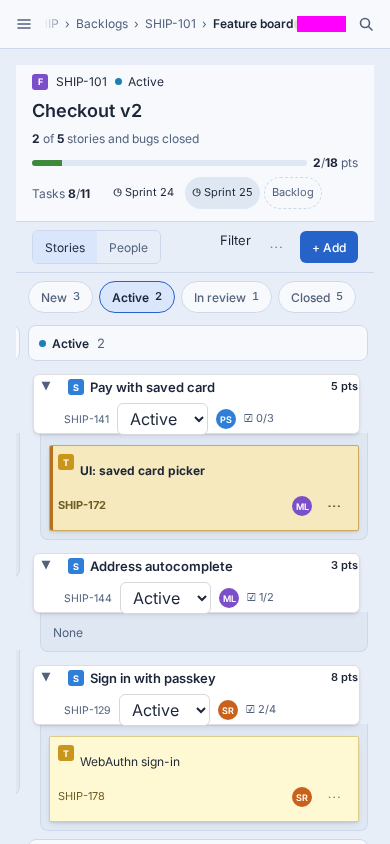 IP › Backlogs › SHIP-101 › Feature board
F SHIP-101 Active
Checkout v2
2 of 5 stories and bugs closed
2/18 pts
Tasks 8/11 Sprint 24 Sprint 25 Backlog
Stories People Filter ... + Add
New 3 Active 2 In review 1 Closed 5
Active 2
S Pay with saved card 5 pts
SHIP-141 Active PS 0/3
T UI: saved card picker
SHIP-172 ML ...
S Address autocomplete 3 pts
SHIP-144 Active ML 1/2
None
S Sign in with passkey 8 pts
SHIP-129 Active SR 2/4
T WebAuthn sign-in
SHIP-178 SR ...